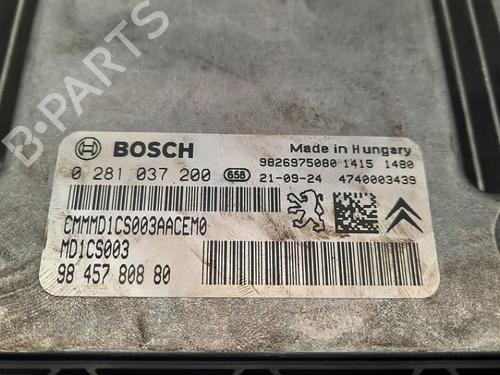 B-PARTS
BOSCH
Made in Hungary
9826975080 1415 1480
0 281 037 200 658 21-09-24 4740003439
CMMMD1CS003AACEM0
MD1CS003
98 457 808 80